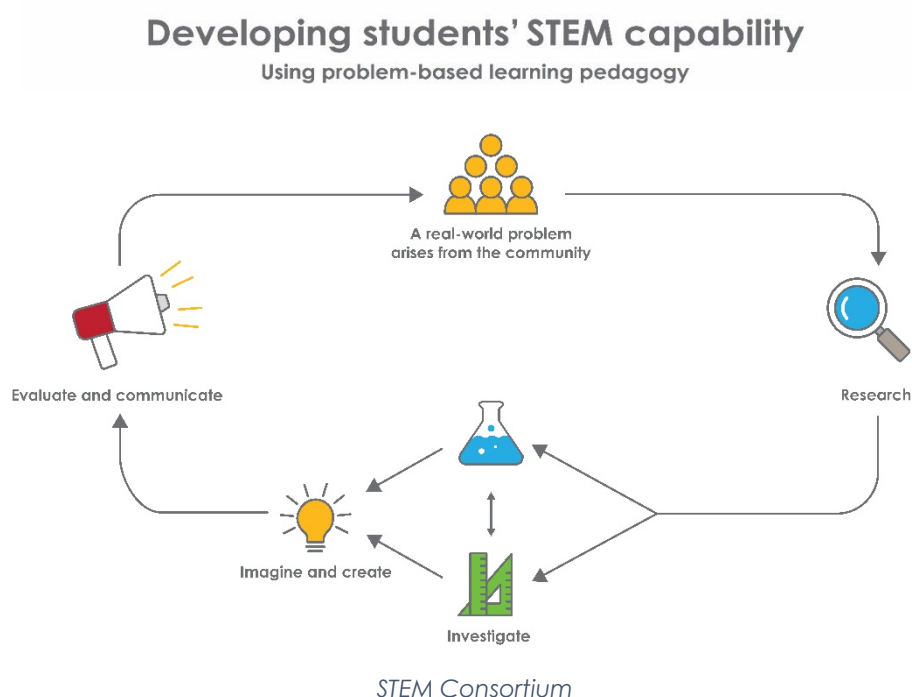 Developing students' STEM capability
Using problem-based learning pedagogy
A real-world problem
arises from the community
Evaluate and communicate
Research
Imagine and create
Investigate
STEM Consortium